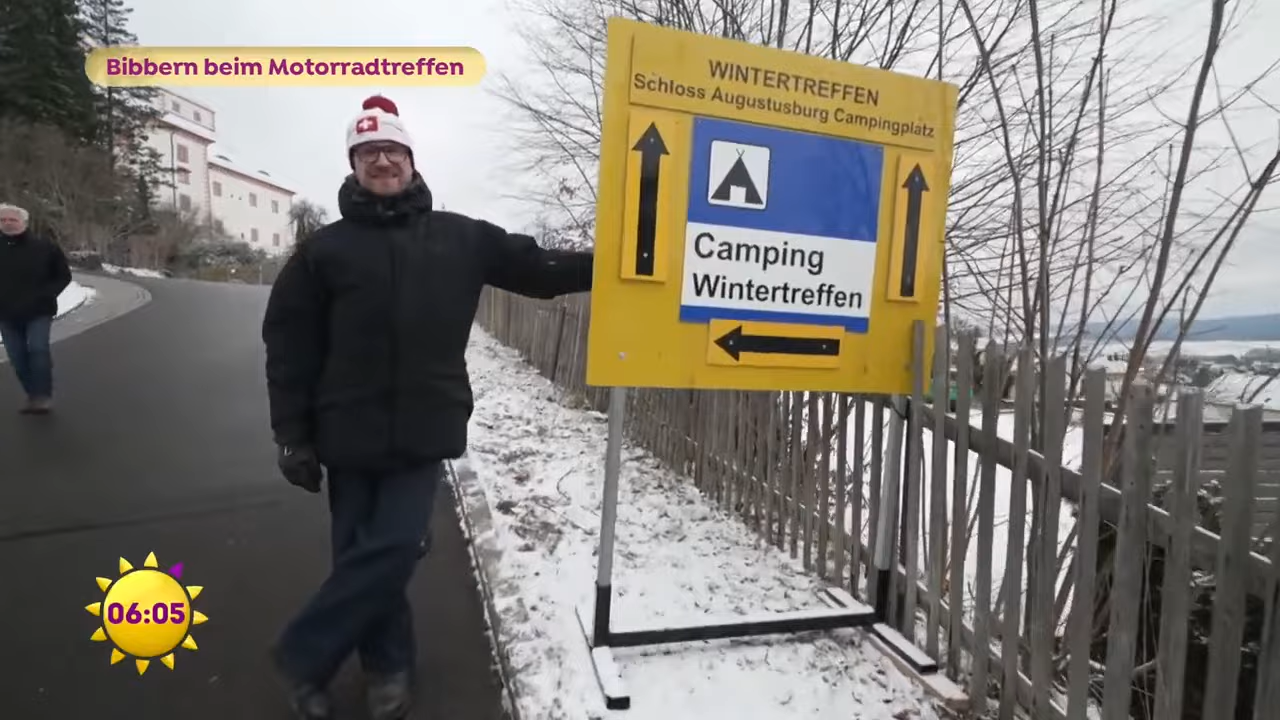 Bibbern beim Motorradtreffen
WINTERTREFFEN
Schloss Augustusburg Campingplatz
Camping
Wintertreffen
06:05